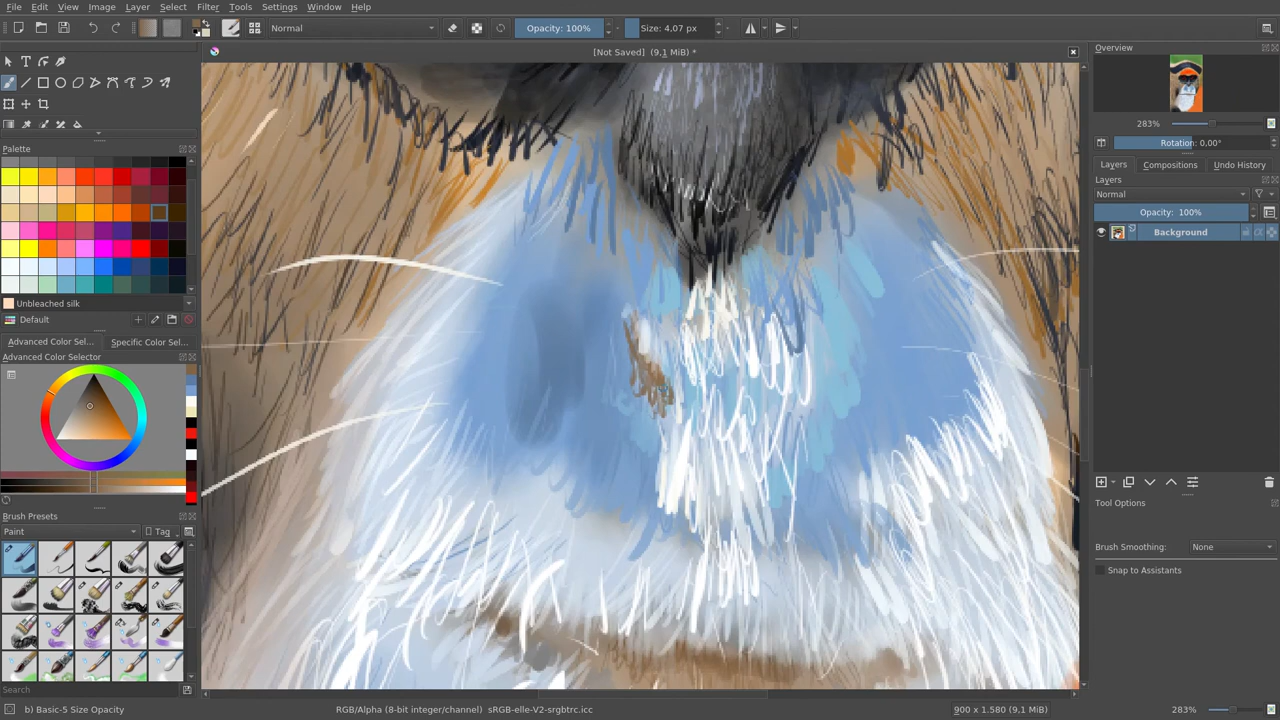 File Edit View Image Layer Select Filter Tools Settings Window Help
Normal
Opacity: 100%
Size: 4,07 px
[Not Saved] (9,1 MiB) *
Overview
283%
Rotation: 0,00°
Layers Compositions Undo History
Layers
Normal
Opacity: 100%
Background
Tool Options
Brush Smoothing: None
Snap to Assistants
Palette
Unbleached silk
Default
Advanced Color Sel... Specific Color Sel...
Advanced Color Selector
Brush Presets
Paint
Tag
Search
b) Basic-5 Size Opacity
RGB/Alpha (8-bit integer/channel) sRGB-elle-V2-srgbtrc.icc
900 x 1.580 (9,1 MiB)
283%